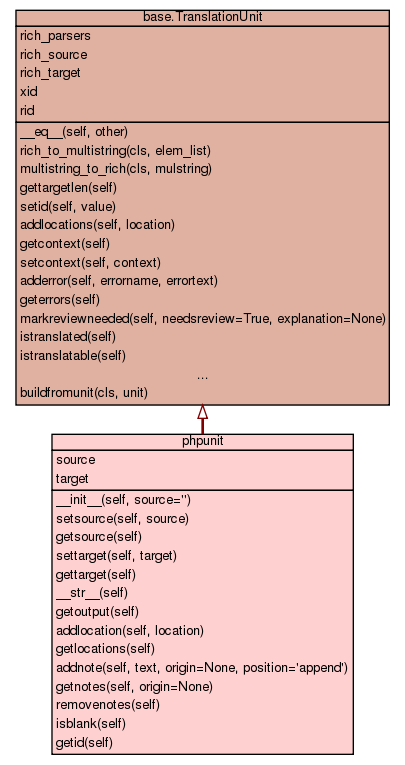 base.TranslationUnit
rich_parsers
rich_source
rich_target
xid
rid
__eq__(self, other)
rich_to_multistring(cls, elem_list)
multistring_to_rich(cls, mulstring)
gettargetlen(self)
setid(self, value)
addlocations(self, location)
getcontext(self)
setcontext(self, context)
adderror(self, errorname, errortext)
geterrors(self)
markreviewneeded(self, needsreview=True, explanation=None)
istranslated(self)
istranslatable(self)
...
buildfromunit(cls, unit)
phpunit
source
target
__init__(self, source='')
setsource(self, source)
getsource(self)
settarget(self, target)
gettarget(self)
__str__(self)
getoutput(self)
addlocation(self, location)
getlocations(self)
addnote(self, text, origin=None, position='append')
getnotes(self, origin=None)
removenotes(self)
isblank(self)
getid(self)